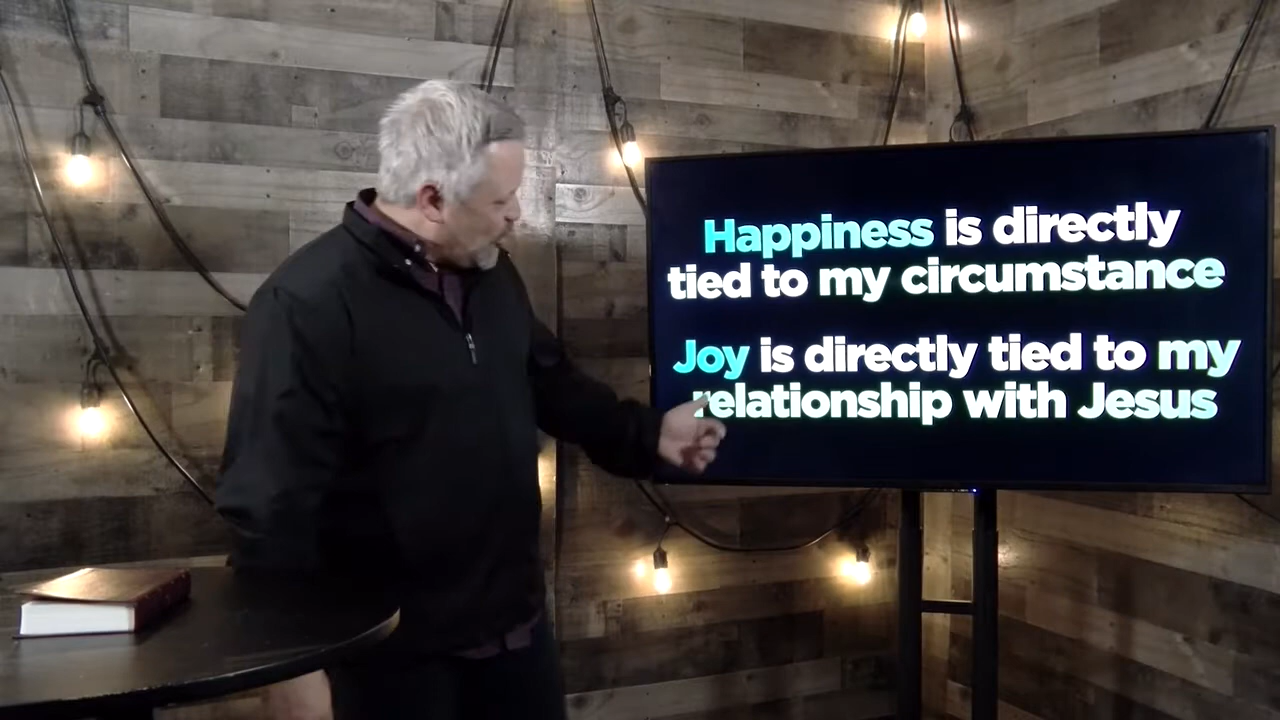 Happiness is directly
tied to my circumstance
Joy is directly tied to my
relationship with Jesus